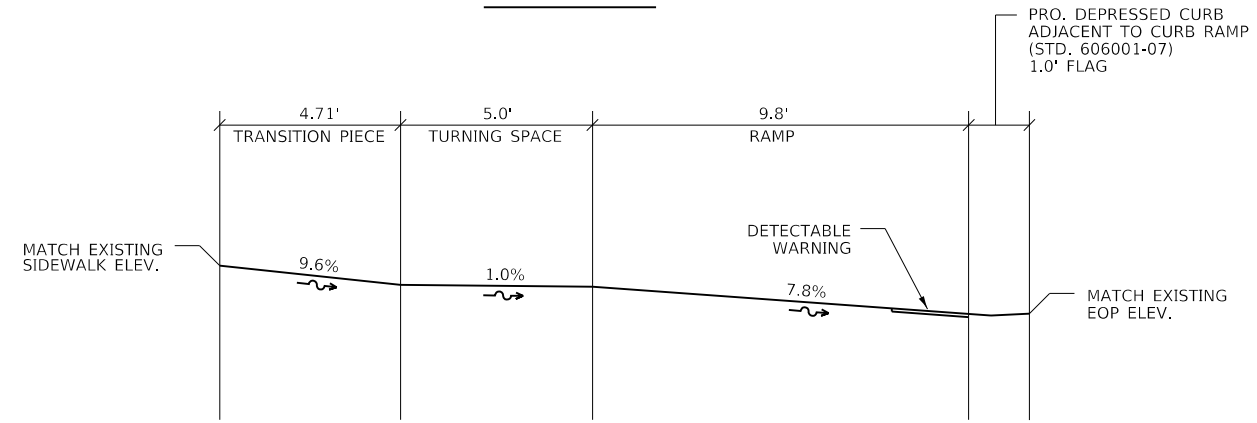 PRO. DEPRESSED CURB
ADJACENT TO CURB RAMP
(STD. 606001-07)
1.0' FLAG
4.71'
5.0'
9.8'
TRANSITION PIECE
TURNING SPACE
RAMP
DETECTABLE
WARNING
MATCH EXISTING
SIDEWALK ELEV.
9.6%
1.0%
7.8%
MATCH EXISTING
EOP ELEV.